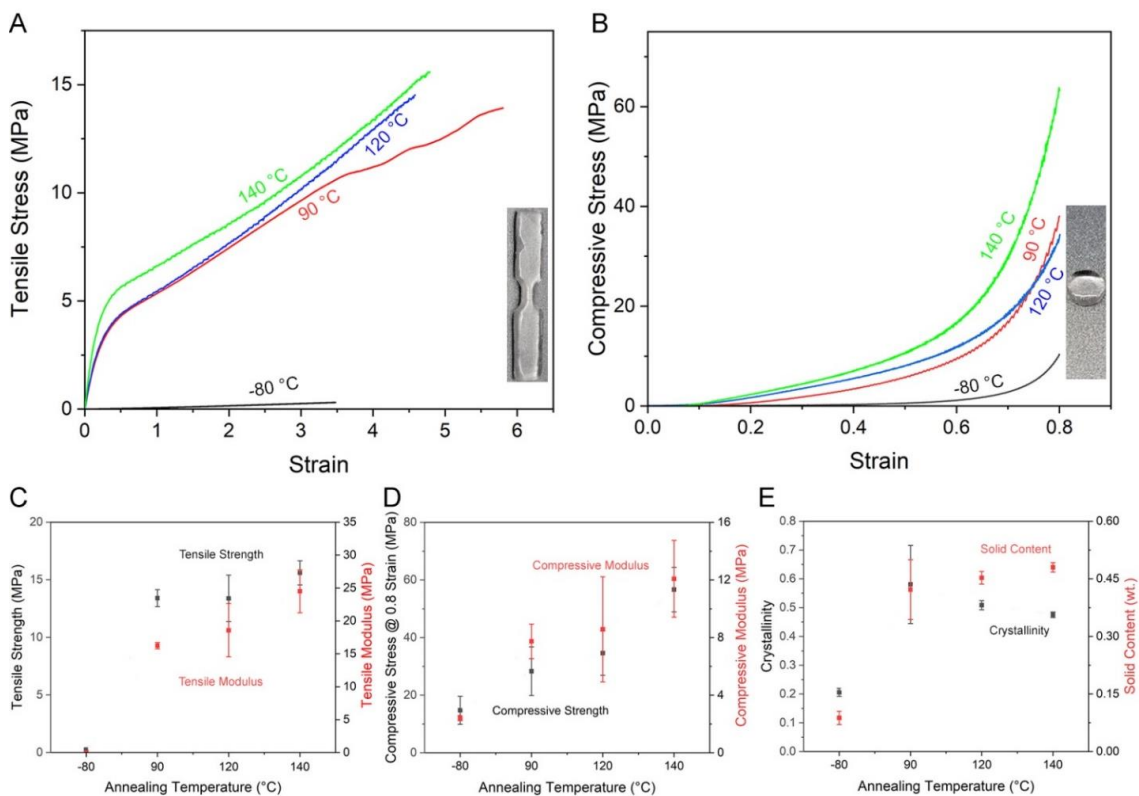 A
Tensile Stress (MPa)
15
10
5
0
140 °C
120 °C
90 °C
-80 °C
0 1 2 3 4 5 6
Strain
B
Compressive Stress (MPa)
60
40
20
0
140 °C
90 °C
120 °C
-80 °C
0.0 0.2 0.4 0.6 0.8
Strain
C
Tensile Strength (MPa)
20
15
10
5
0
Tensile Strength
Tensile Modulus
35
30
25
20
15
10
5
0
Tensile Modulus (MPa)
-80 90 120 140
Annealing Temperature (°C)
D
Compressive Stress @ 0.8 Strain (MPa)
80
60
40
20
0
Compressive Modulus
Compressive Strength
16
12
8
4
0
Compressive Modulus (MPa)
-80 90 120 140
Annealing Temperature (°C)
E
Crystallinity
0.8
0.7
0.6
0.5
0.4
0.3
0.2
0.1
0.0
Solid Content
Crystallinity
0.60
0.45
0.30
0.15
0.00
Solid Content (wt.)
-80 90 120 140
Annealing Temperature (°C)